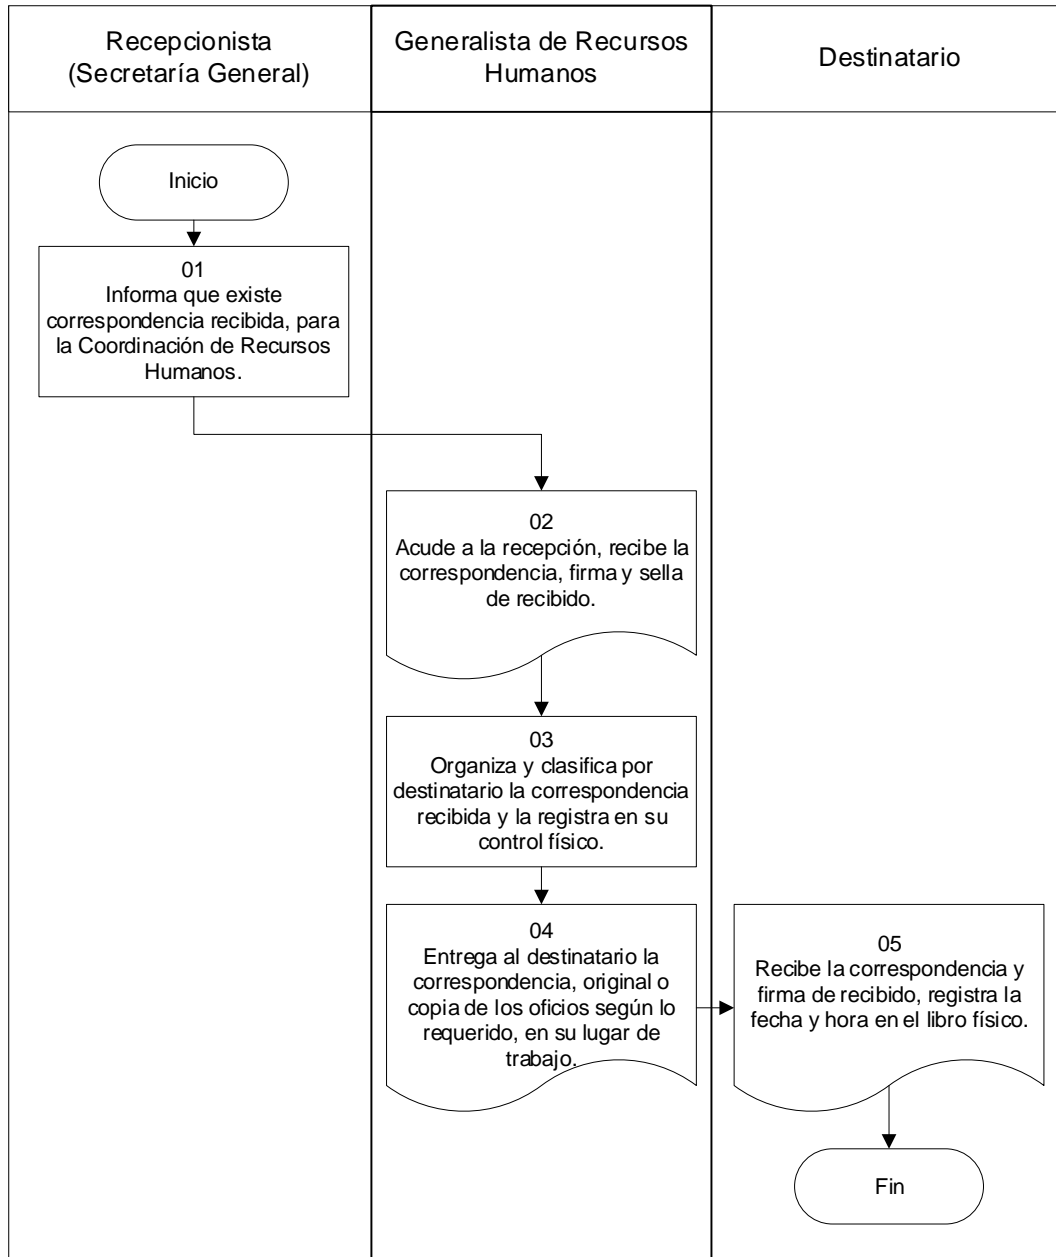 Recepcionista
(Secretaría General)
Generalista de Recursos
Humanos
Destinatario
Inicio
01
Informa que existe
correspondencia recibida, para
la Coordinación de Recursos
Humanos.
02
Acude a la recepción, recibe la
correspondencia, firma y sella
de recibido.
03
Organiza y clasifica por
destinatario la correspondencia
recibida y la registra en su
control físico.
04
Entrega al destinatario la
correspondencia, original o
copia de los oficios según lo
requerido, en su lugar de
trabajo.
05
Recibe la correspondencia y
firma de recibido, registra la
fecha y hora en el libro físico.
Fin